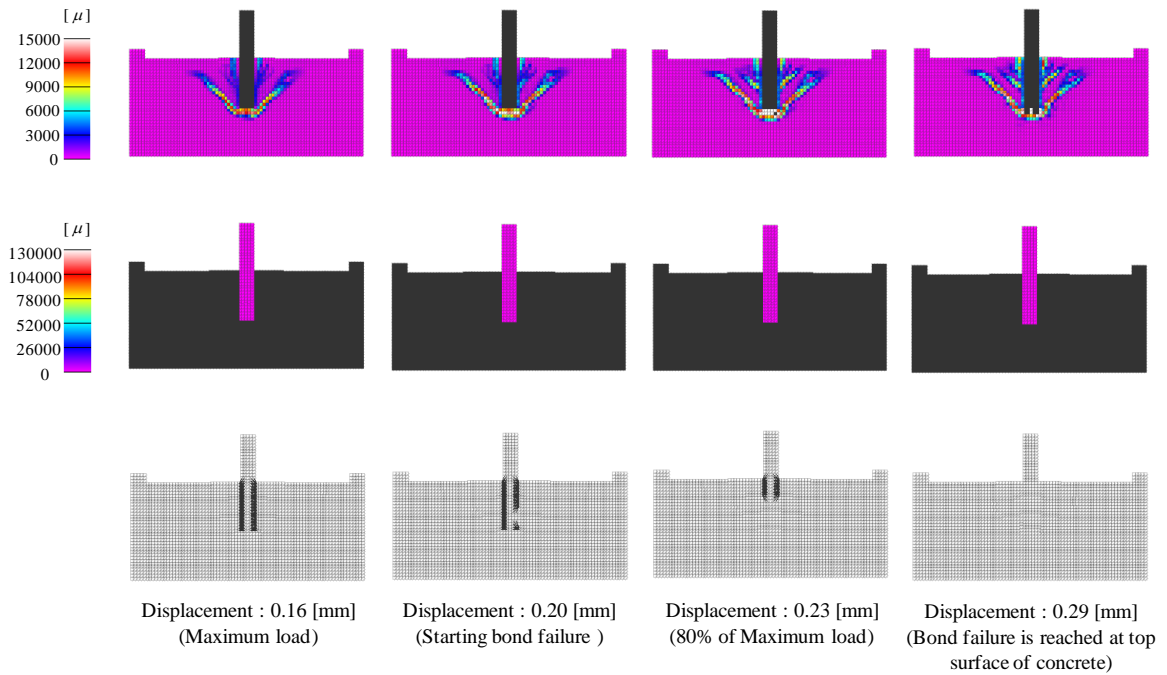 [μ]
15000
12000
9000
6000
3000
0
[μ]
130000
104000
78000
52000
26000
0
Displacement : 0.16 [mm]
(Maximum load)
Displacement : 0.20 [mm]
(Starting bond failure )
Displacement : 0.23 [mm]
(80% of Maximum load)
Displacement : 0.29 [mm]
(Bond failure is reached at top
surface of concrete)